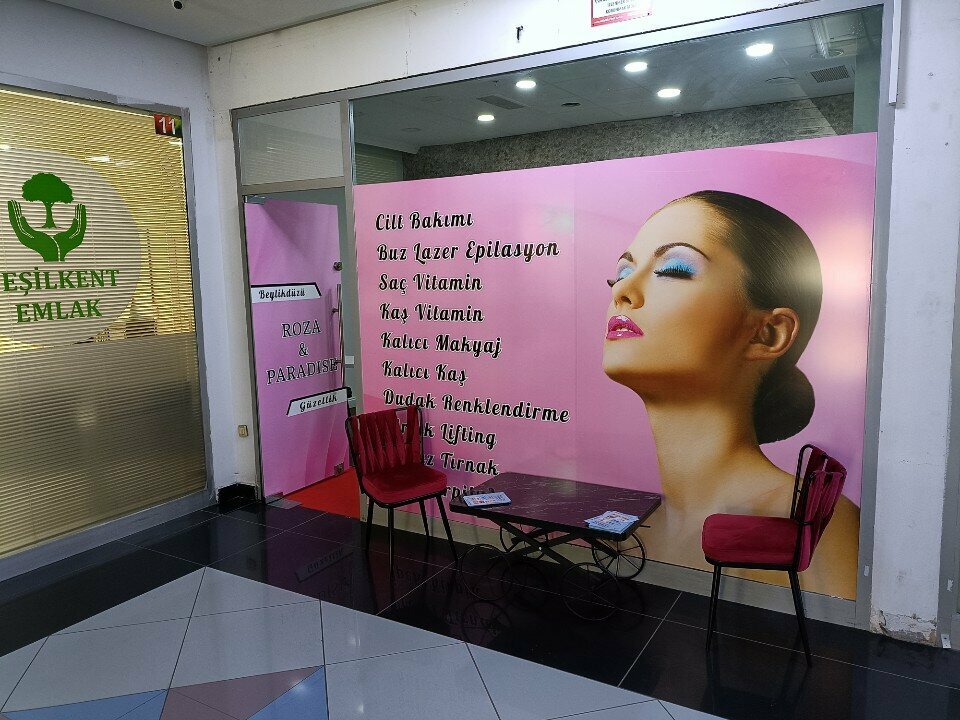 11
EŞİLKENT
EMLAK
Beylikdüzü
ROZA
&
PARADISE
Güzellik
Cilt Bakımı
Buz Lazer Epilasyon
Saç Vitamin
Kaş Vitamin
Kalıcı Makyaj
Kalıcı Kaş
Dudak Renklendirme
Lifting
Tırnak